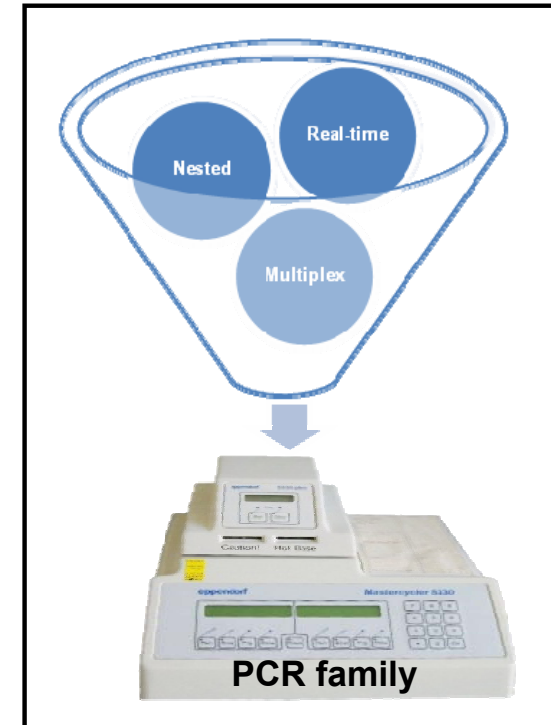 Real-time
Nested
Multiplex
eppendorf
Caution! Hot Base
eppendorf Mastercycler 5330
PCR family